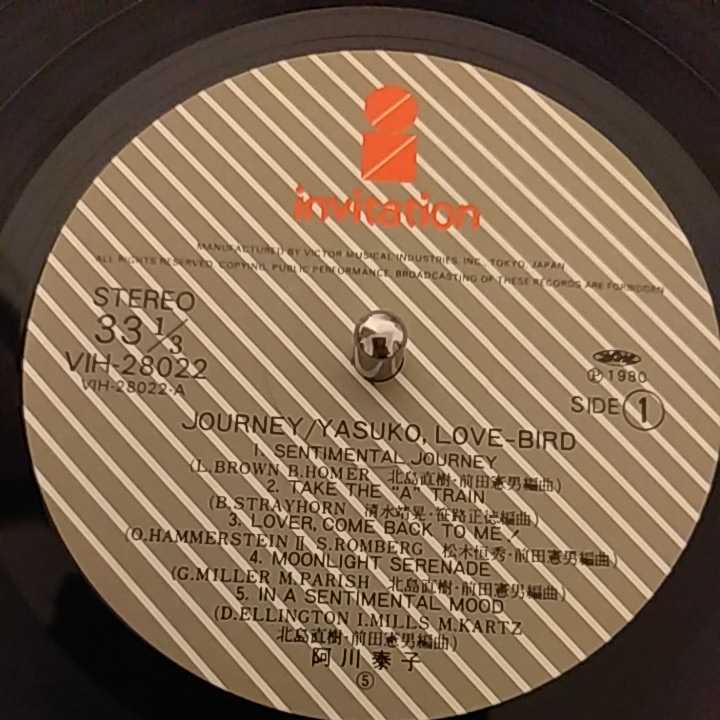 invitation
MANUFACTURED BY VICTOR MUSICAL INDUSTRIES, INC., TOKYO, JAPAN
ALL RIGHTS RESERVED. COPYING, PUBLIC PERFORMANCE, BROADCASTING OF THESE RECORDS ARE FORBIDDEN
STEREO
33 1/3
VIH-28022
VIH-28022-A
Ⓟ1980
SIDE 1
JOURNEY/YASUKO, LOVE-BIRD
1. SENTIMENTAL JOURNEY
(L.BROWN B.HOMER 北島直樹・前田憲男編曲)
2. TAKE THE "A" TRAIN
(B.STRAYHORN 清水靖晃・笹路正徳編曲)
3. LOVER, COME BACK TO ME!
(O.HAMMERSTEIN II S.ROMBERG 松木恒秀・前田憲男編曲)
4. MOONLIGHT SERENADE
(G.MILLER M.PARISH 北島直樹・前田憲男編曲)
5. IN A SENTIMENTAL MOOD
(D.ELLINGTON I.MILLS M.KARTZ
北島直樹・前田憲男編曲)
阿川泰子
⑤